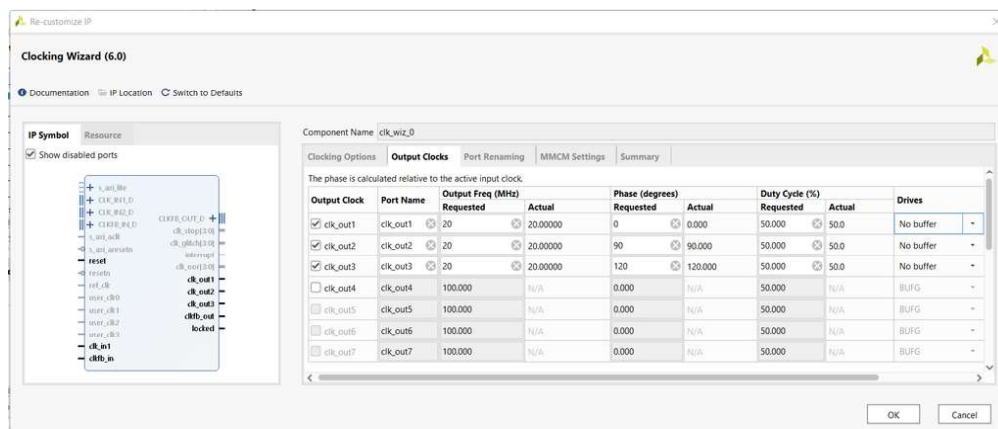 Re-customize IP
Clocking Wizard (6.0)
Documentation IP Location Switch to Defaults
IP Symbol Resource
Show disabled ports
s_axi_lite
CLK_IN1_D
CLK_IN2_D
CLKFB_IN_D
s_axi_aclk
s_axi_aresetn
reset
resetn
ref_clk
user_clk0
user_clk1
user_clk2
user_clk3
clk_in1
clkfb_in
CLKFB_OUT_D
clk_stop[3:0]
clk_glitch[3:0]
interrupt
clk_oor[3:0]
clk_out1
clk_out2
clk_out3
clkfb_out
locked
Component Name clk_wiz_0
Clocking Options Output Clocks Port Renaming MMCM Settings Summary
The phase is calculated relative to the active input clock.
Output Clock Port Name Output Freq (MHz) Phase (degrees) Duty Cycle (%) Drives
Requested Actual Requested Actual Requested Actual
clk_out1 clk_out1 20 20.00000 0 0.000 50.000 50.0 No buffer
clk_out2 clk_out2 20 20.00000 90 90.000 50.000 50.0 No buffer
clk_out3 clk_out3 20 20.00000 120 120.000 50.000 50.0 No buffer
clk_out4 clk_out4 100.000 N/A 0.000 N/A 50.000 N/A BUFG
clk_out5 clk_out5 100.000 N/A 0.000 N/A 50.000 N/A BUFG
clk_out6 clk_out6 100.000 N/A 0.000 N/A 50.000 N/A BUFG
clk_out7 clk_out7 100.000 N/A 0.000 N/A 50.000 N/A BUFG
OK Cancel